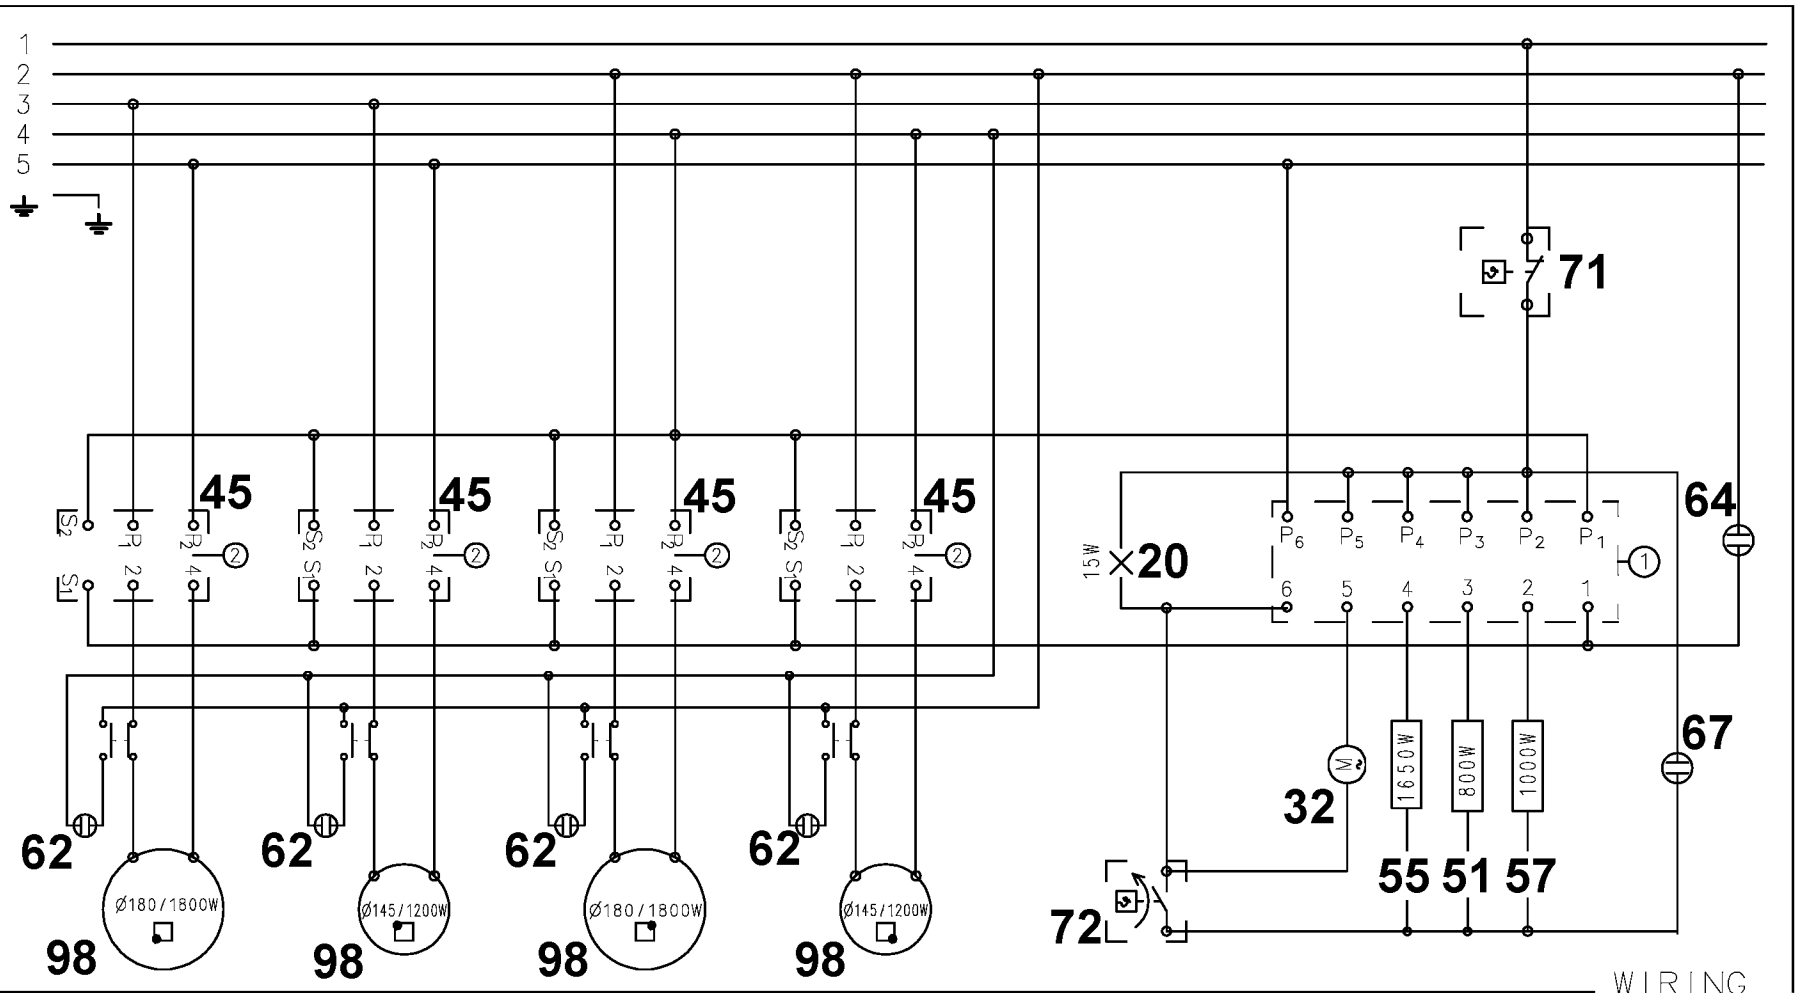 1
2
3
4
5
71
45 45 45 45 64
S2 P1 P2 S2 P1 P2 S2 P1 P2 S2 P1 P2
P6 P5 P4 P3 P2 P1
2 2 2 2
15W 20 1
S1 2 4 S1 2 4 S1 2 4 S1 2 4
6 5 4 3 2 1
67
M 1650W 800W 1000W
32
62 62 62 62
55 51 57
Ø180/1800W Ø145/1200W Ø180/1800W Ø145/1200W
72
98 98 98 98
WIRING